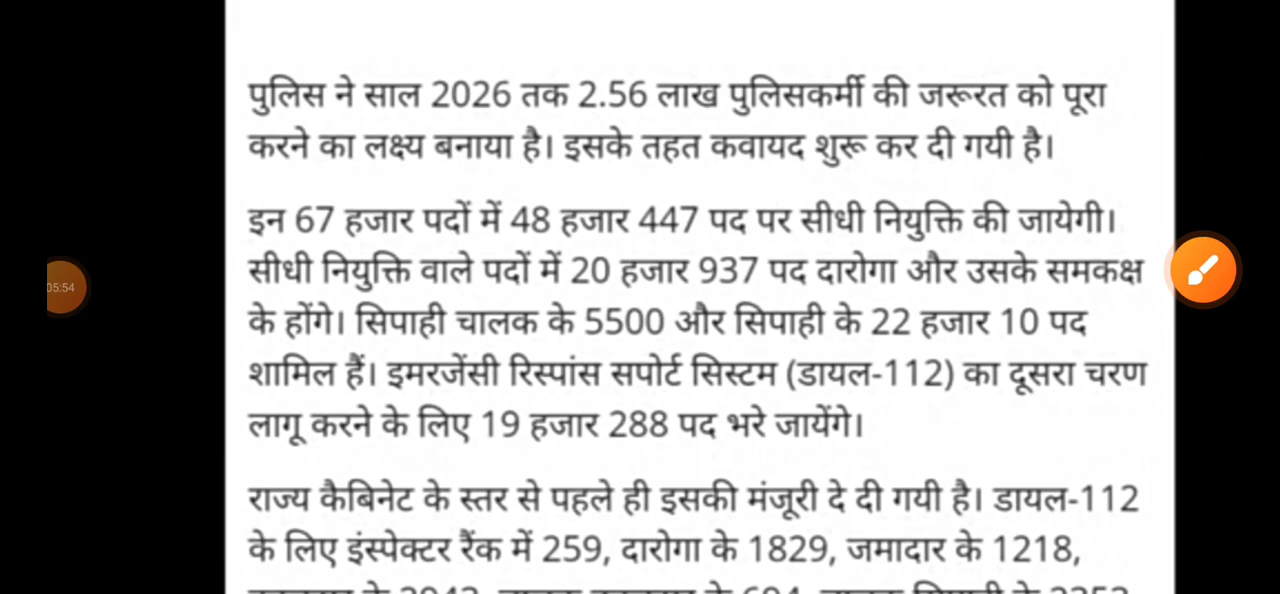 पुलिस ने साल 2026 तक 2.56 लाख पुलिसकर्मी की जरूरत को पूरा
करने का लक्ष्य बनाया है। इसके तहत कवायद शुरू कर दी गयी है।
इन 67 हजार पदों में 48 हजार 447 पद पर सीधी नियुक्ति की जायेगी।
सीधी नियुक्ति वाले पदों में 20 हजार 937 पद दारोगा और उसके समकक्ष
के होंगे। सिपाही चालक के 5500 और सिपाही के 22 हजार 10 पद
शामिल हैं। इमरजेंसी रिस्पांस सपोर्ट सिस्टम (डायल-112) का दूसरा चरण
लागू करने के लिए 19 हजार 288 पद भरे जायेंगे।
05:54
राज्य कैबिनेट के स्तर से पहले ही इसकी मंजूरी दे दी गयी है। डायल-112
के लिए इंस्पेक्टर रैंक में 259, दारोगा के 1829, जमादार के 1218,